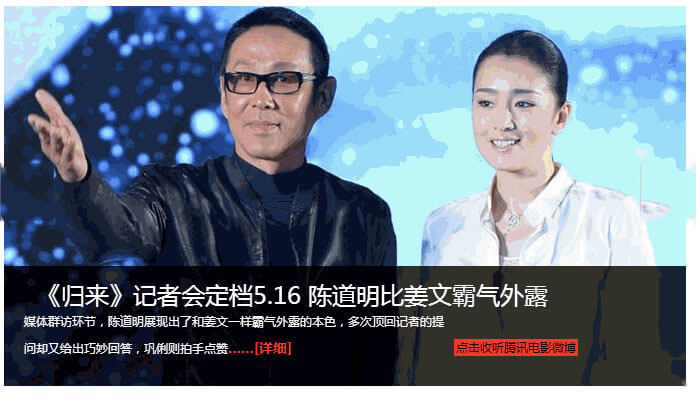 《归来》记者会定档5.16 陈道明比姜文霸气外露
媒体群访环节，陈道明展现出了和姜文一样霸气外露的本色，多次顶回记者的提
问却又给出巧妙回答，巩俐则拍手点赞......[详细]
点击收听腾讯电影微博